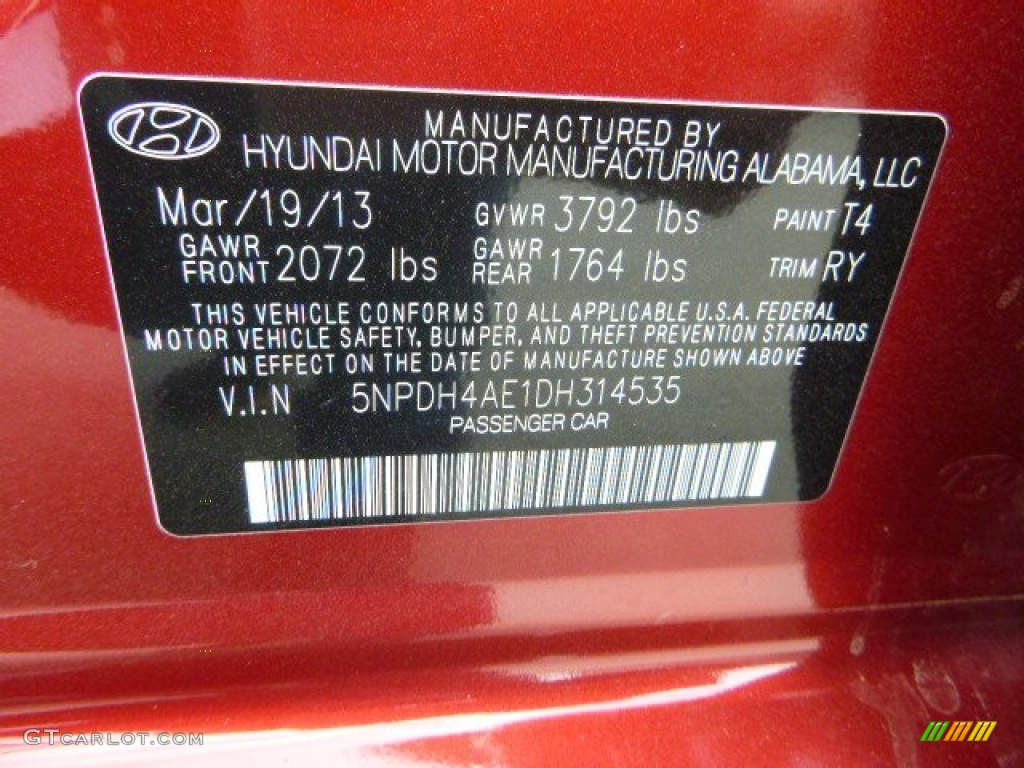 MANUFACTURED BY
HYUNDAI MOTOR MANUFACTURING ALABAMA, LLC
Mar/19/13 GVWR 3792 lbs PAINT T4
GAWR FRONT 2072 lbs GAWR REAR 1764 lbs TRIM RY
THIS VEHICLE CONFORMS TO ALL APPLICABLE U.S.A. FEDERAL
MOTOR VEHICLE SAFETY, BUMPER, AND THEFT PREVENTION STANDARDS
IN EFFECT ON THE DATE OF MANUFACTURE SHOWN ABOVE
V.I.N 5NPDH4AE1DH314535
PASSENGER CAR
GTCARLOT.COM